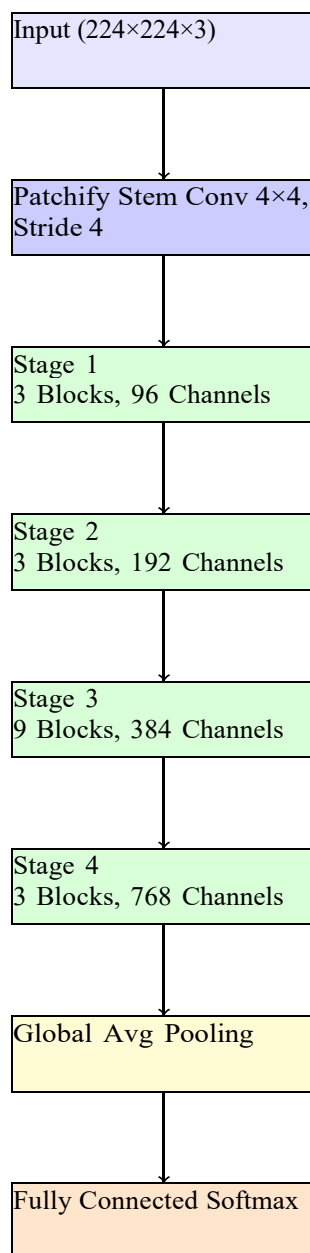 Input (224×224×3)
Patchify Stem Conv 4×4,
Stride 4
Stage 1
3 Blocks, 96 Channels
Stage 2
3 Blocks, 192 Channels
Stage 3
9 Blocks, 384 Channels
Stage 4
3 Blocks, 768 Channels
Global Avg Pooling
Fully Connected Softmax